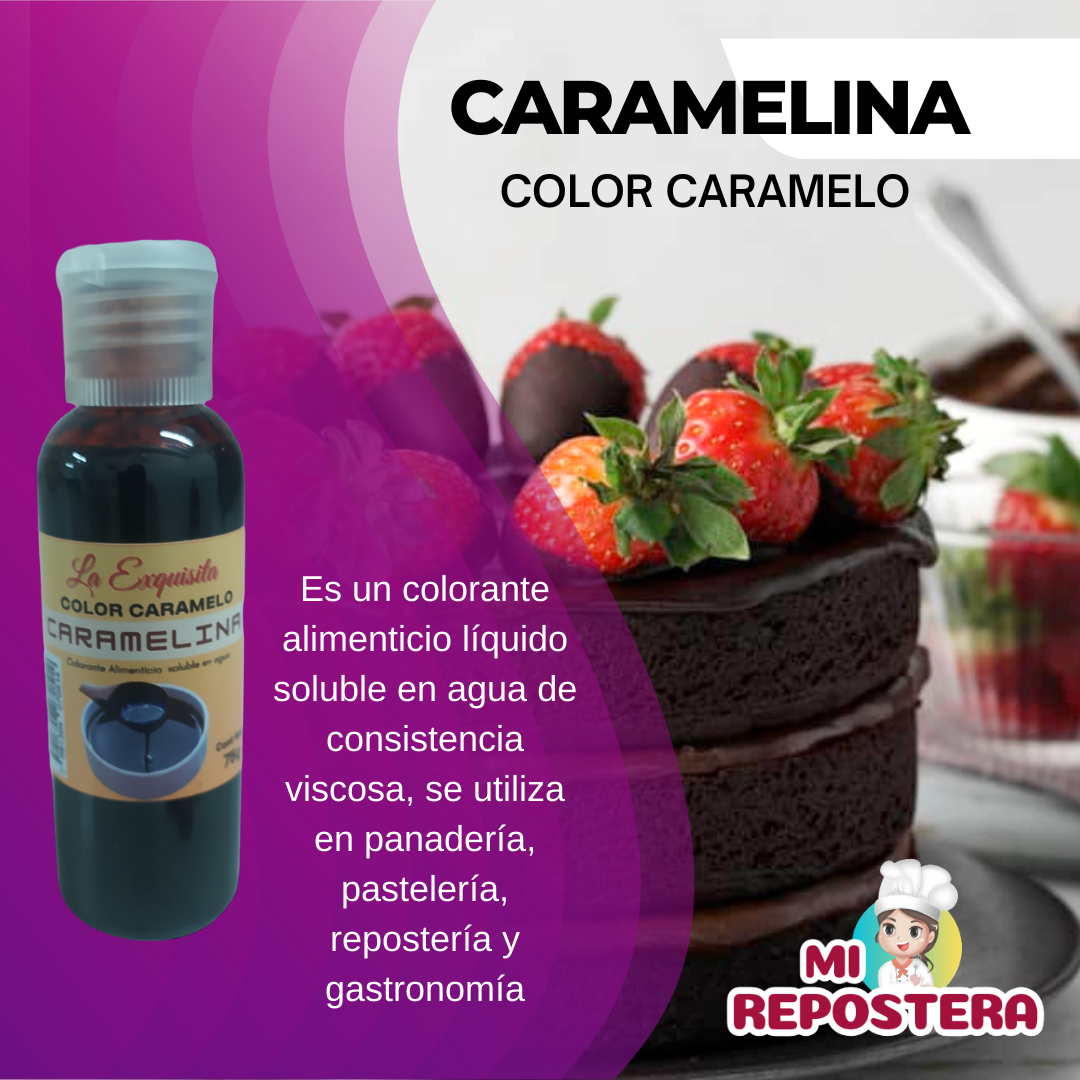 CARAMELINA
COLOR CARAMELO
La Exquisita
COLOR CARAMELO
CARAMELINA
Colorante Alimenticio soluble en agua
Es un colorante
alimenticio líquido
soluble en agua de
consistencia
viscosa, se utiliza
en panadería,
pastelería,
repostería y
gastronomía
MI
REPOSTERA